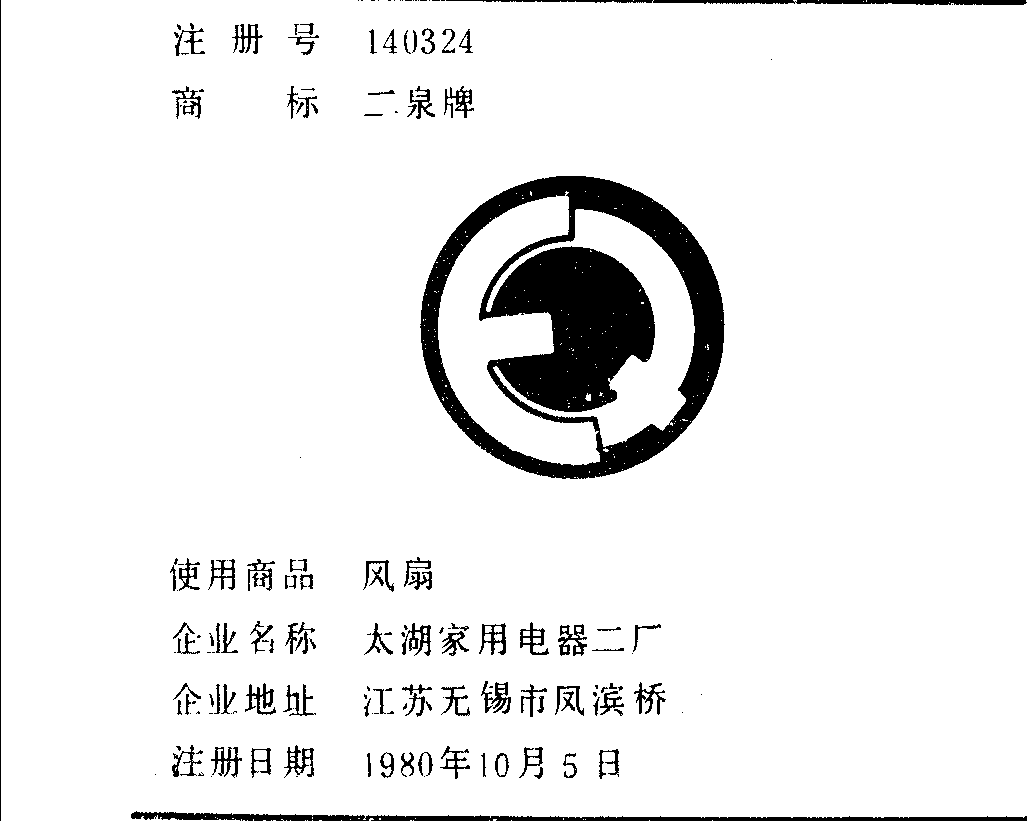 注册号 140324
商标 二泉牌
使用商品 风扇
企业名称 太湖家用电器二厂
企业地址 江苏无锡市凤滨桥
注册日期 1980年10月5日